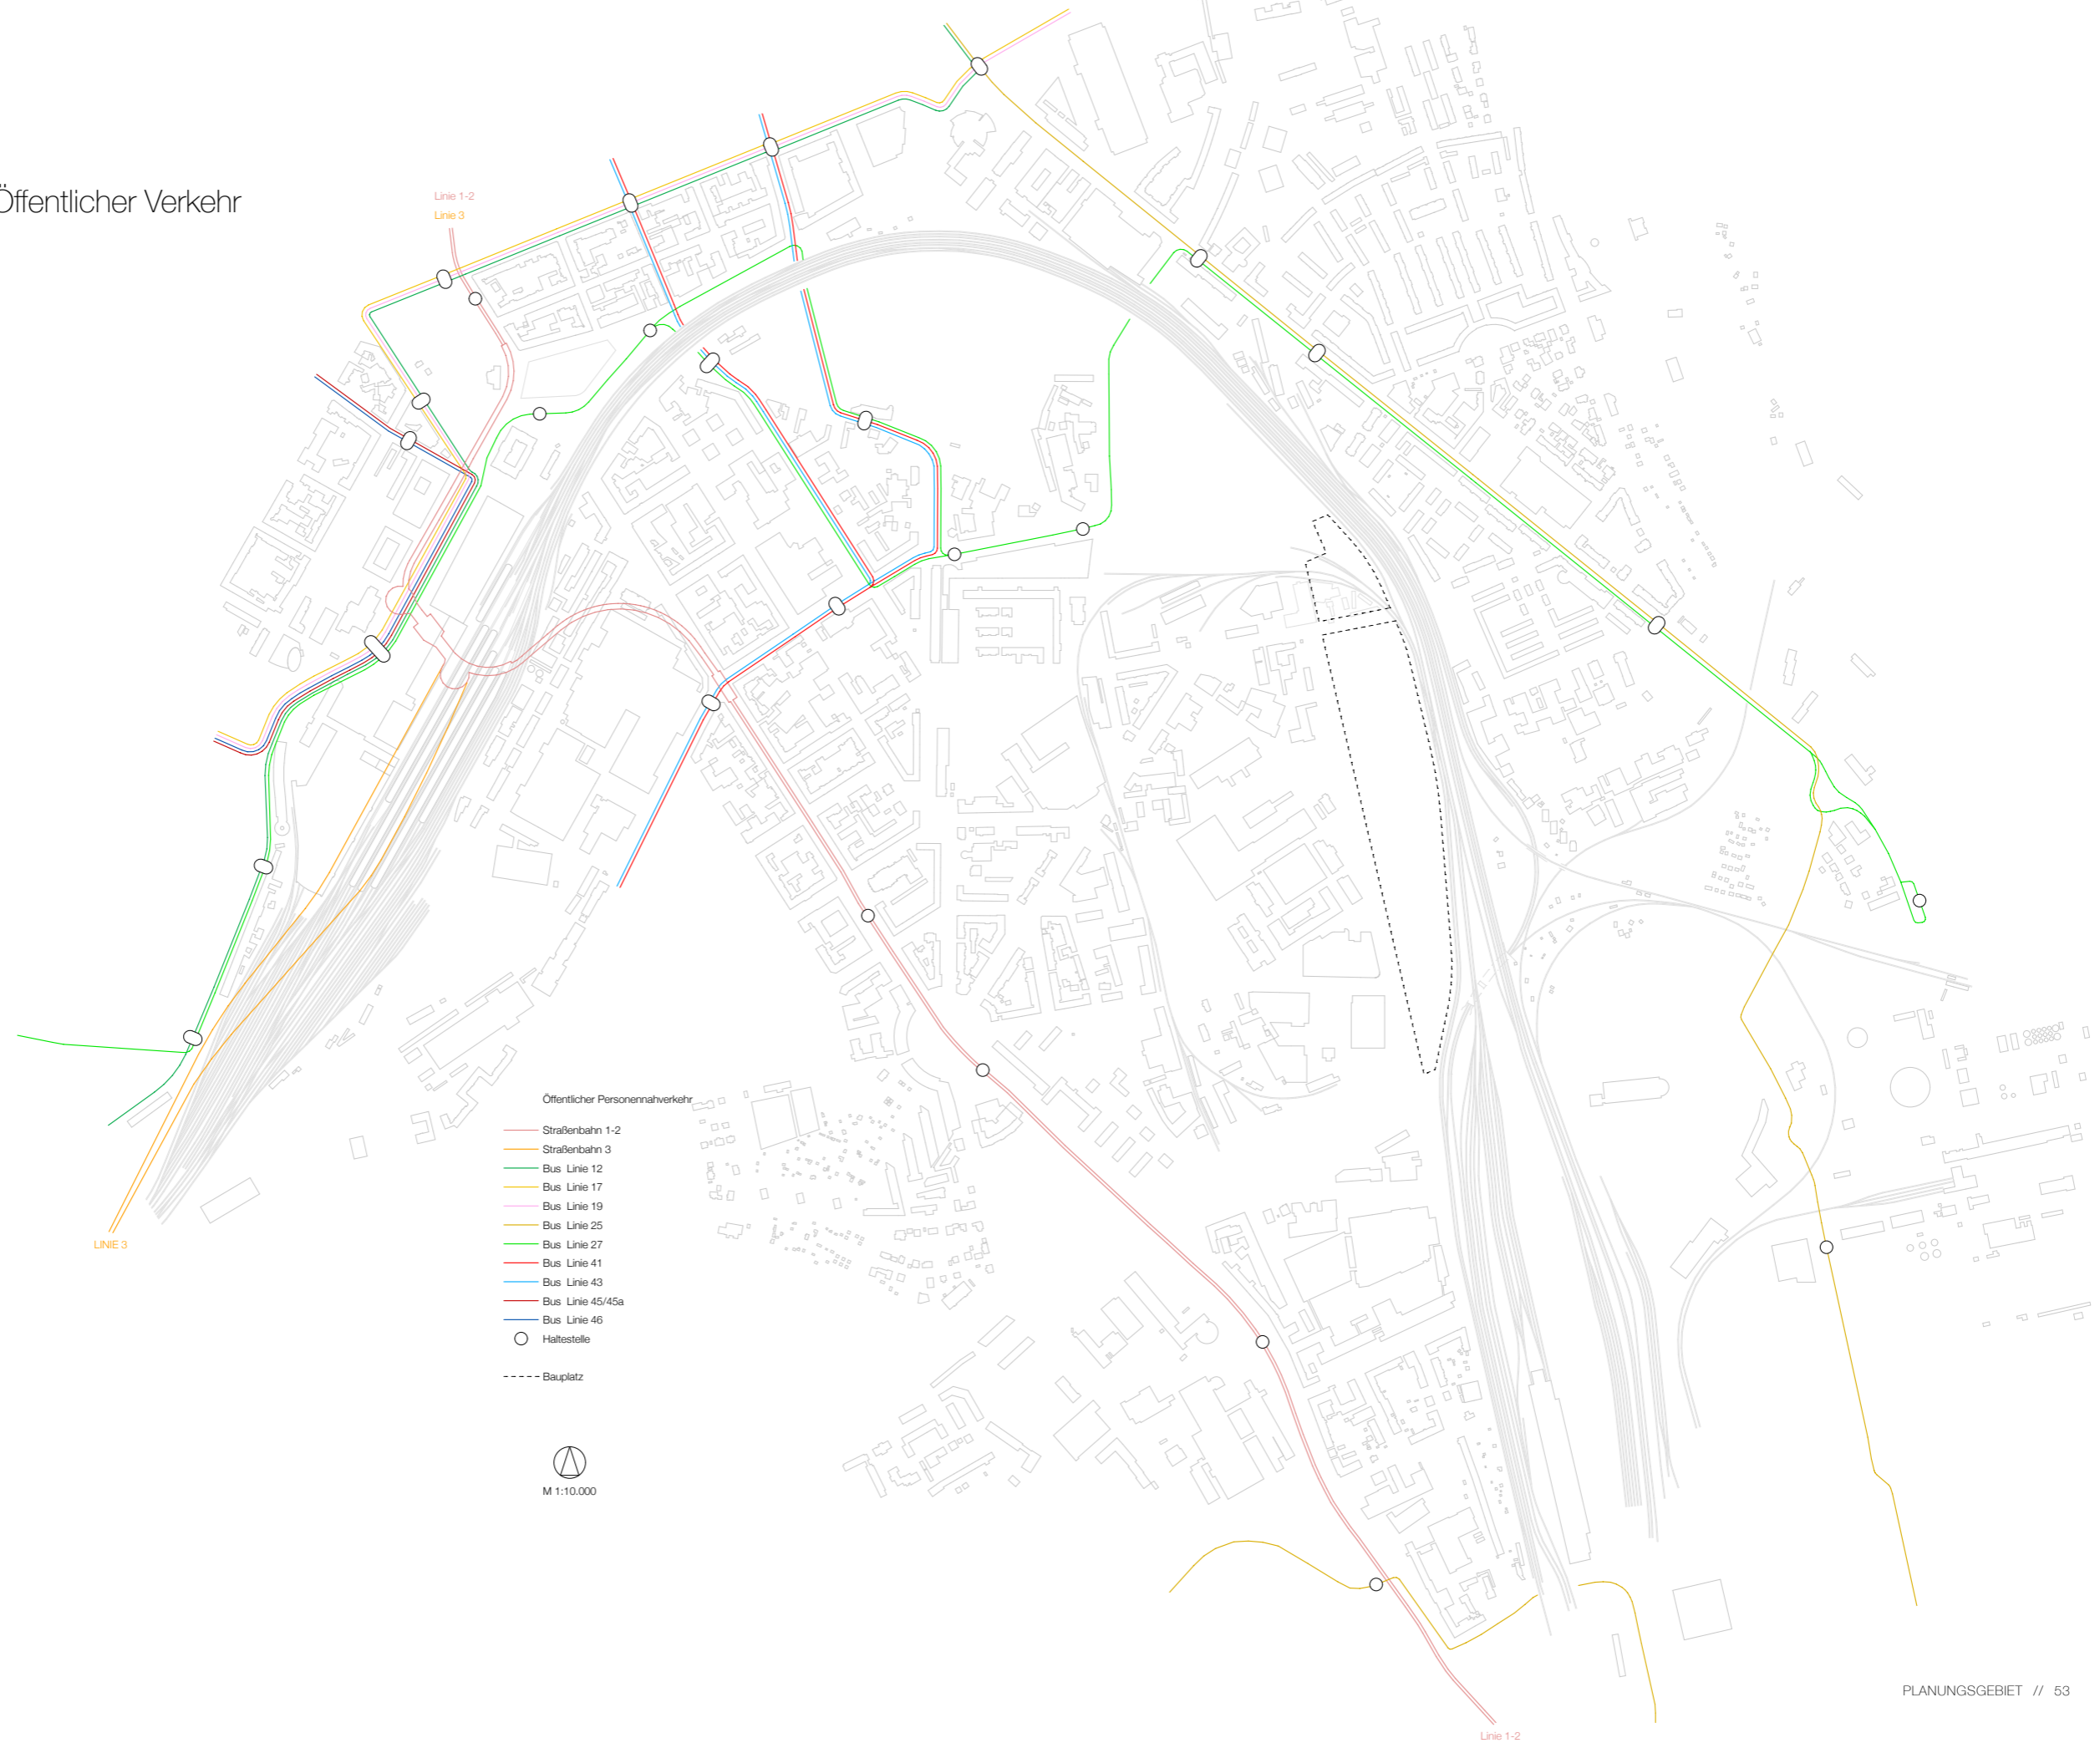 Öffentlicher Verkehr
Linie 1-2
Linie 3
Öffentlicher Personennahverkehr
Straßenbahn 1-2
Straßenbahn 3
Bus Linie 12
Bus Linie 17
Bus Linie 19
Bus Linie 25
Bus Linie 27
Bus Linie 41
Bus Linie 43
Bus Linie 45/45a
Bus Linie 46
Haltestelle
Bauplatz
LINIE 3
M 1:10.000
PLANUNGSGEBIET // 53
Linie 1-2